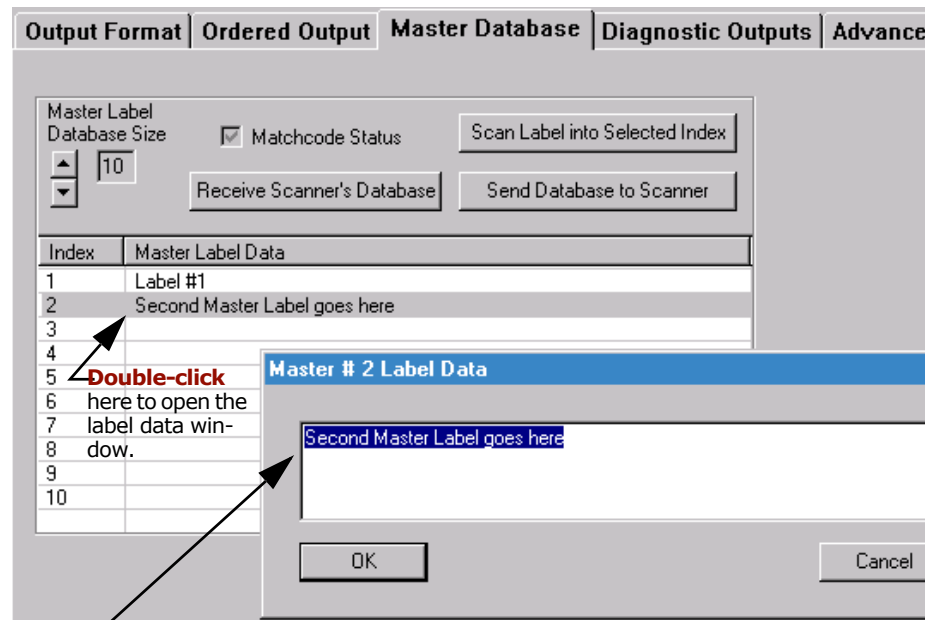 Output Format Ordered Output Master Database Diagnostic Outputs Advance
Master Label
Database Size
10
Matchcode Status
Scan Label into Selected Index
Receive Scanner's Database
Send Database to Scanner
Index Master Label Data
1 Label #1
2 Second Master Label goes here
3
4
5
6
7
8
9
10
Double-click
here to open the
label data win-
dow.
Master # 2 Label Data
Second Master Label goes here
OK Cancel